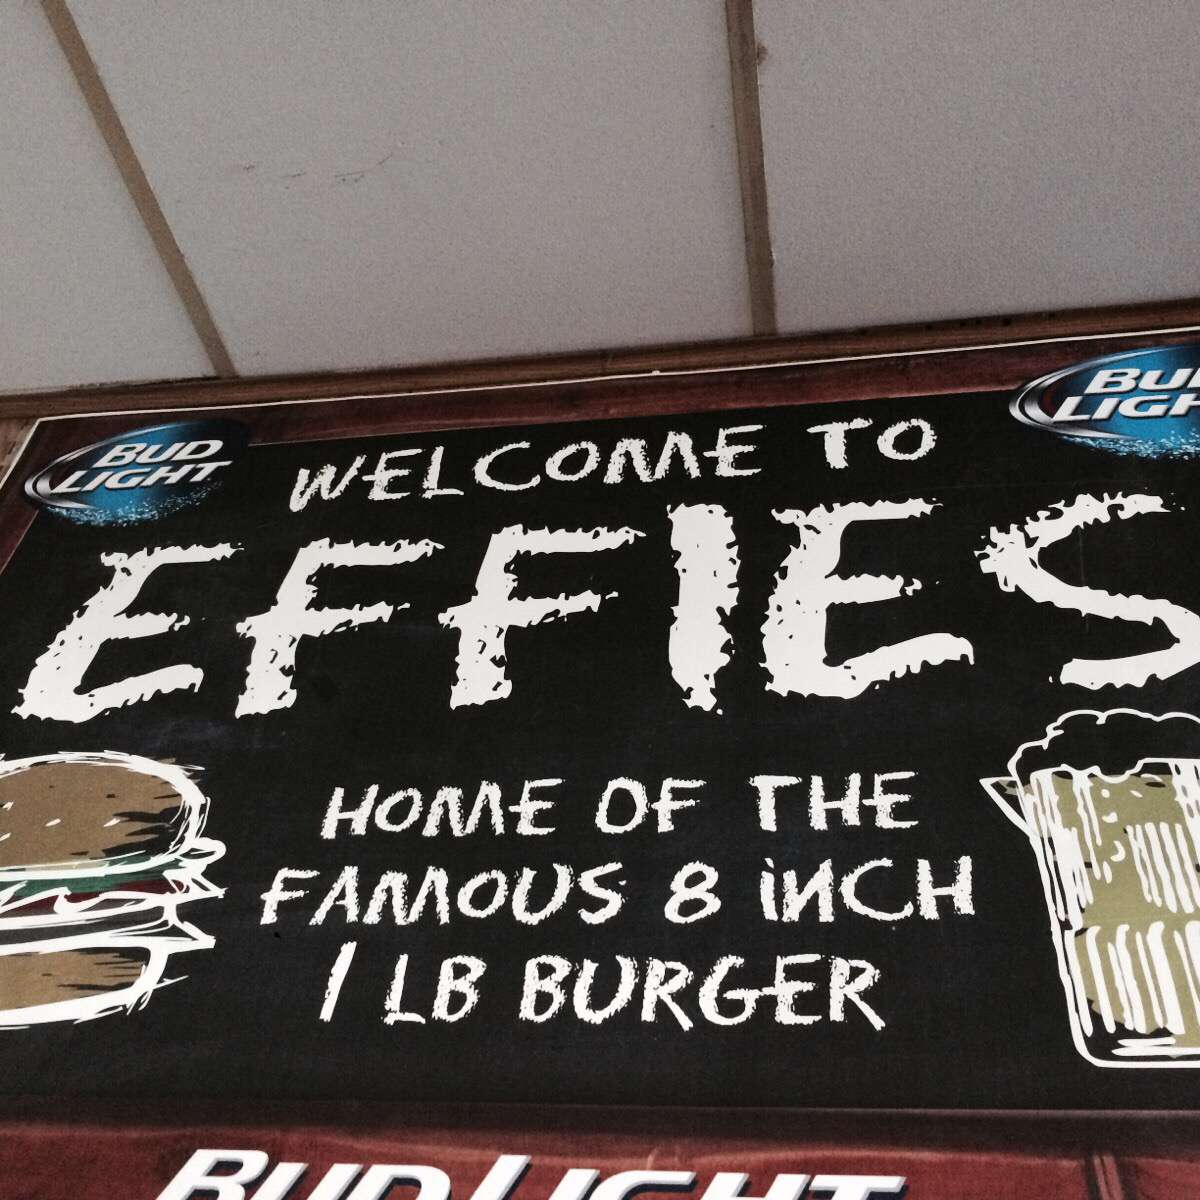 BUD LIGHT
BUD LIGHT
WELCOME TO
EFFIES
HOME OF THE
FAMOUS 8 INCH
1 LB BURGER
BUD LIGHT